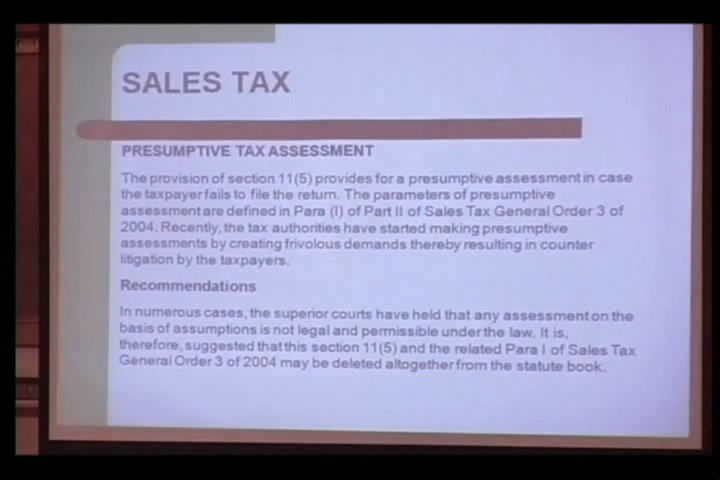 SALES TAX
PRESUMPTIVE TAX ASSESSMENT
The provision of section 11(5) provides for a presumptive assessment in case
the taxpayer fails to file the return. The parameters of presumptive
assessment are defined in Para (I) of Part II of Sales Tax General Order 3 of
2004. Recently, the tax authorities have started making presumptive
assessments by creating frivolous demands thereby resulting in counter
litigation by the taxpayers.
Recommendations
In numerous cases, the superior courts have held that any assessment on the
basis of assumptions is not legal and permissible under the law. It is,
therefore, suggested that this section 11(5) and the related Para I of Sales Tax
General Order 3 of 2004 may be deleted altogether from the statute book.